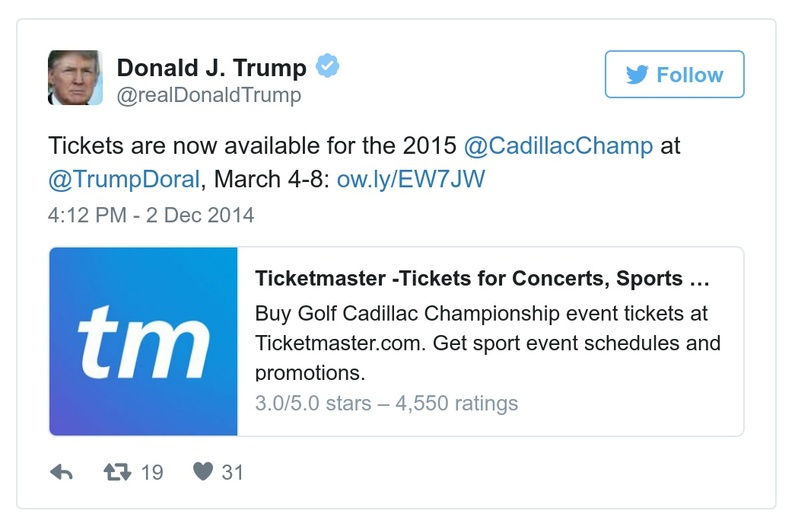 Donald J. Trump
@realDonaldTrump
Follow
Tickets are now available for the 2015 @CadillacChamp at
@TrumpDoral, March 4-8: ow.ly/EW7JW
4:12 PM - 2 Dec 2014
tm
Ticketmaster -Tickets for Concerts, Sports ...
Buy Golf Cadillac Championship event tickets at
Ticketmaster.com. Get sport event schedules and
promotions.
3.0/5.0 stars – 4,550 ratings
19
31